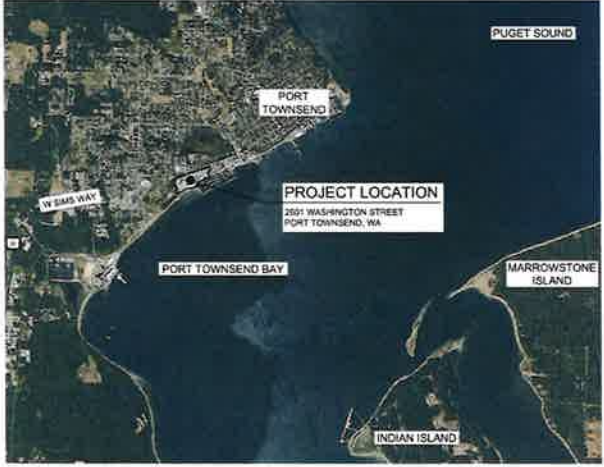 PUGET SOUND
PORT
TOWNSEND
W SIMS WAY
PROJECT LOCATION
2601 WASHINGTON STREET
PORT TOWNSEND, WA
PORT TOWNSEND BAY
MARROWSTONE
ISLAND
INDIAN ISLAND